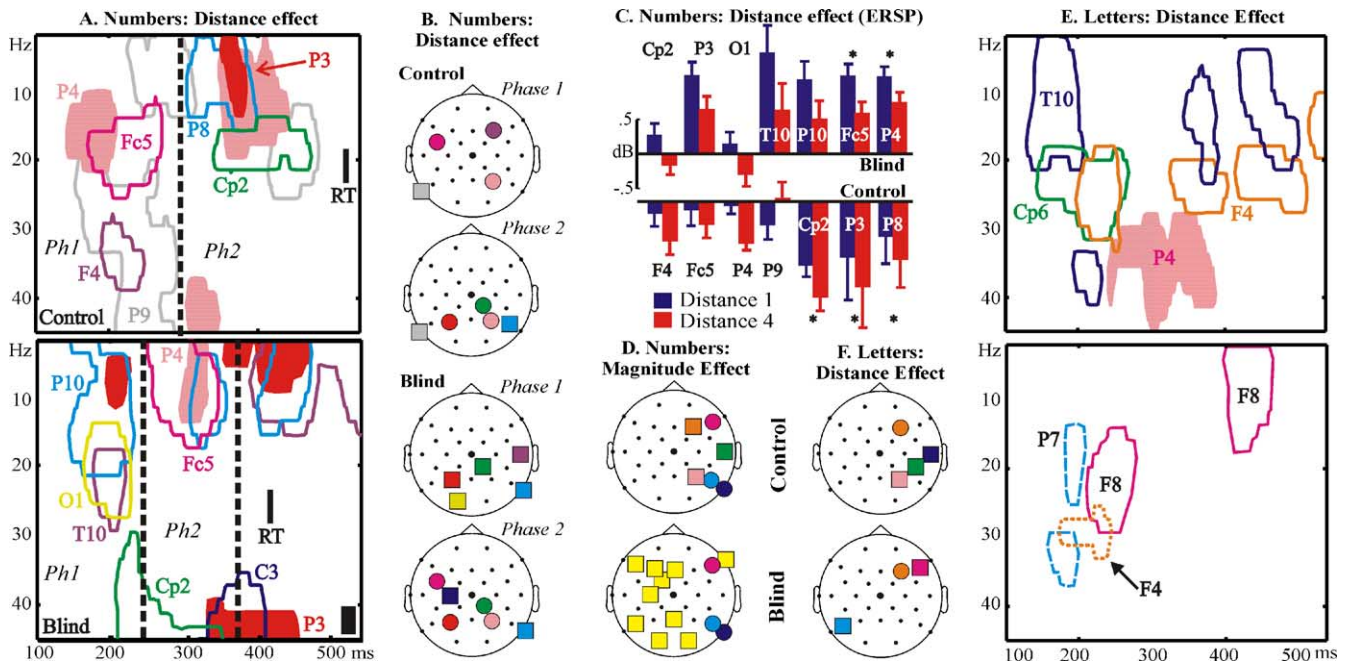 A. Numbers: Distance effect
Hz
10
20
30
40
P4
Fc5
F4
P9
P8
P3
Cp2
RT
Ph1
Ph2
Control
Hz
10
20
30
40
P10
P4
Fc5
O1
T10
Cp2
C3
P3
RT
Ph1
Ph2
Blind
100 200 300 400 500 ms
B. Numbers:
Distance effect
Control
Phase 1
Phase 2
Blind
Phase 1
Phase 2
C. Numbers: Distance effect (ERSP)
Cp2 P3 O1 * *
.5
T10 P10 Fc5 P4
dB
Blind
-.5
Control
Cp2 P3 P8
F4 Fc5 P4 P9
Distance 1
Distance 4
* * *
D. Numbers:
Magnitude Effect
F. Letters:
Distance Effect
Control
Blind
E. Letters: Distance Effect
Hz
10
20
30
40
T10
Cp6
F4
P4
100 200 300 400 500 ms
Hz
10
20
30
40
P7
F8
F8
F4
100 200 300 400 500 ms